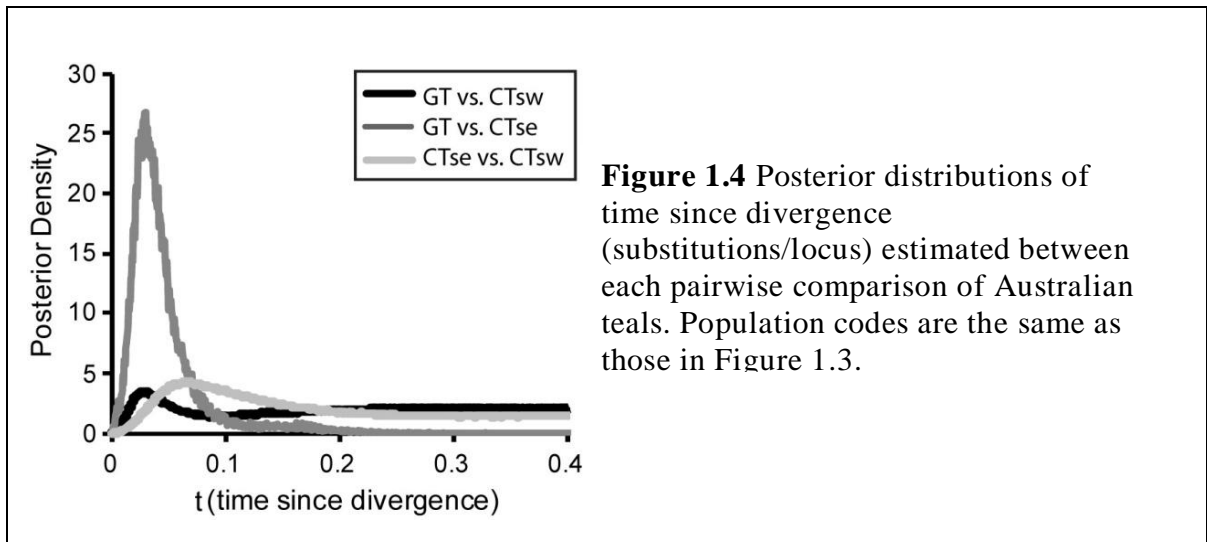 30
25
20
15
10
5
0
Posterior Density
0 0.1 0.2 0.3 0.4
t (time since divergence)
GT vs. CTsw
GT vs. CTse
CTse vs. CTsw
Figure 1.4 Posterior distributions of
time since divergence
(substitutions/locus) estimated between
each pairwise comparison of Australian
teals. Population codes are the same as
those in Figure 1.3.